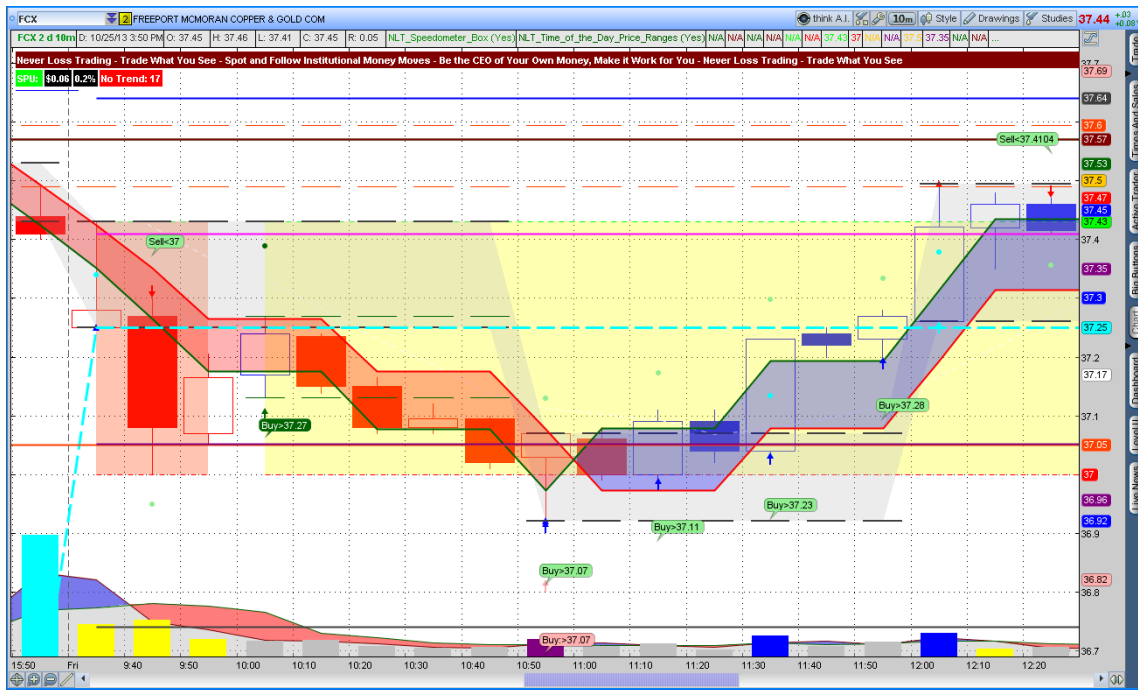 FCX 2 FREEPORT MCMORAN COPPER & GOLD COM think A.I. 10m Style Drawings Studies 37.44 +.03 +0.08%
FCX 2 d 10m D: 10/25/13 3:50 PM O: 37.45 H: 37.46 L: 37.41 C: 37.45 R: 0.05 NLT_Speedometer_Box (Yes) NLT_Time_of_the_Day_Price_Ranges (Yes) N/A N/A N/A N/A N/A N/A 37.43 37 N/A N/A 37.5 37.35 N/A N/A ...
Never Loss Trading - Trade What You See - Spot and Follow Institutional Money Moves - Be the CEO of Your Own Money, Make it Work for You - Never Loss Trading - Trade What You See
SPU: $0.06 0.2% No Trend: 17
37.7
37.69
37.64
37.6
37.57
37.53
37.5
37.47
37.45
37.43
37.4
37.35
37.3
37.25
37.2
37.17
37.1
37.05
37
36.96
36.92
36.9
36.82
36.8
36.7
Sell<37.4104
Sell<37
Buy>37.27
Buy>37.28
Buy>37.23
Buy>37.11
Buy>37.07
Buy:>37.07
15:50 Fri 9:40 9:50 10:00 10:10 10:20 10:30 10:40 10:50 11:00 11:10 11:20 11:30 11:40 11:50 12:00 12:10 12:20
Trade
Times And Sales
Active Trader
Big Buttons
Chart
Dashboard
Level II
Live News